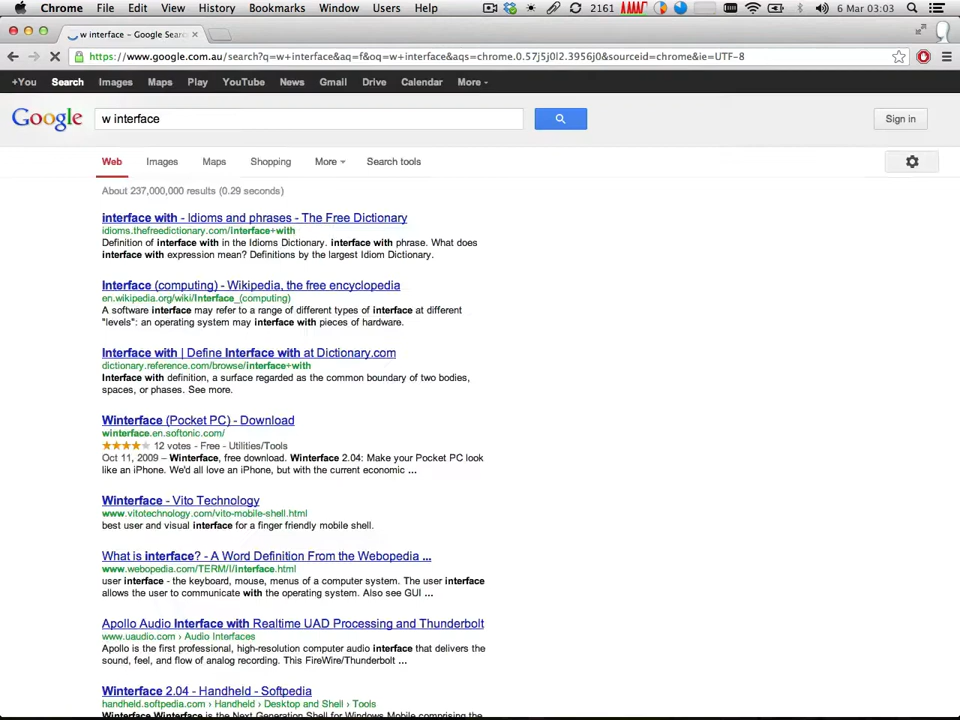 Chrome File Edit View History Bookmarks Window Users Help 2161 6 Mar 03:03
w interface – Google Searc
https://www.google.com.au/search?q=w+interface&aq=f&oq=w+interface&aqs=chrome.0.57j5j0l2.3956j0&sourceid=chrome&ie=UTF-8
+You Search Images Maps Play YouTube News Gmail Drive Calendar More
Google w interface Sign in
Web Images Maps Shopping More Search tools
About 237,000,000 results (0.29 seconds)
interface with - Idioms and phrases - The Free Dictionary
idioms.thefreedictionary.com/interface+with
Definition of interface with in the Idioms Dictionary. interface with phrase. What does
interface with expression mean? Definitions by the largest Idiom Dictionary.
Interface (computing) - Wikipedia, the free encyclopedia
en.wikipedia.org/wiki/Interface_(computing)
A software interface may refer to a range of different types of interface at different
"levels": an operating system may interface with pieces of hardware.
Interface with | Define Interface with at Dictionary.com
dictionary.reference.com/browse/interface+with
Interface with definition, a surface regarded as the common boundary of two bodies,
spaces, or phases. See more.
Winterface (Pocket PC) - Download
winterface.en.softonic.com/
12 votes - Free - Utilities/Tools
Oct 11, 2009 – Winterface, free download. Winterface 2.04: Make your Pocket PC look
like an iPhone. We'd all love an iPhone, but with the current economic ...
Winterface - Vito Technology
www.vitotechnology.com/vito-mobile-shell.html
best user and visual interface for a finger friendly mobile shell.
What is interface? - A Word Definition From the Webopedia ...
www.webopedia.com/TERM/I/interface.html
user interface - the keyboard, mouse, menus of a computer system. The user interface
allows the user to communicate with the operating system. Also see GUI ...
Apollo Audio Interface with Realtime UAD Processing and Thunderbolt
www.uaudio.com › Audio Interfaces
Apollo is the first professional, high-resolution computer audio interface that delivers the
sound, feel, and flow of analog recording. This FireWire/Thunderbolt ...
Winterface 2.04 - Handheld - Softpedia
handheld.softpedia.com › Handheld › Desktop and Shell › Tools
Winterface Winterface is the Next Generation Shell for Windows Mobile comprising the